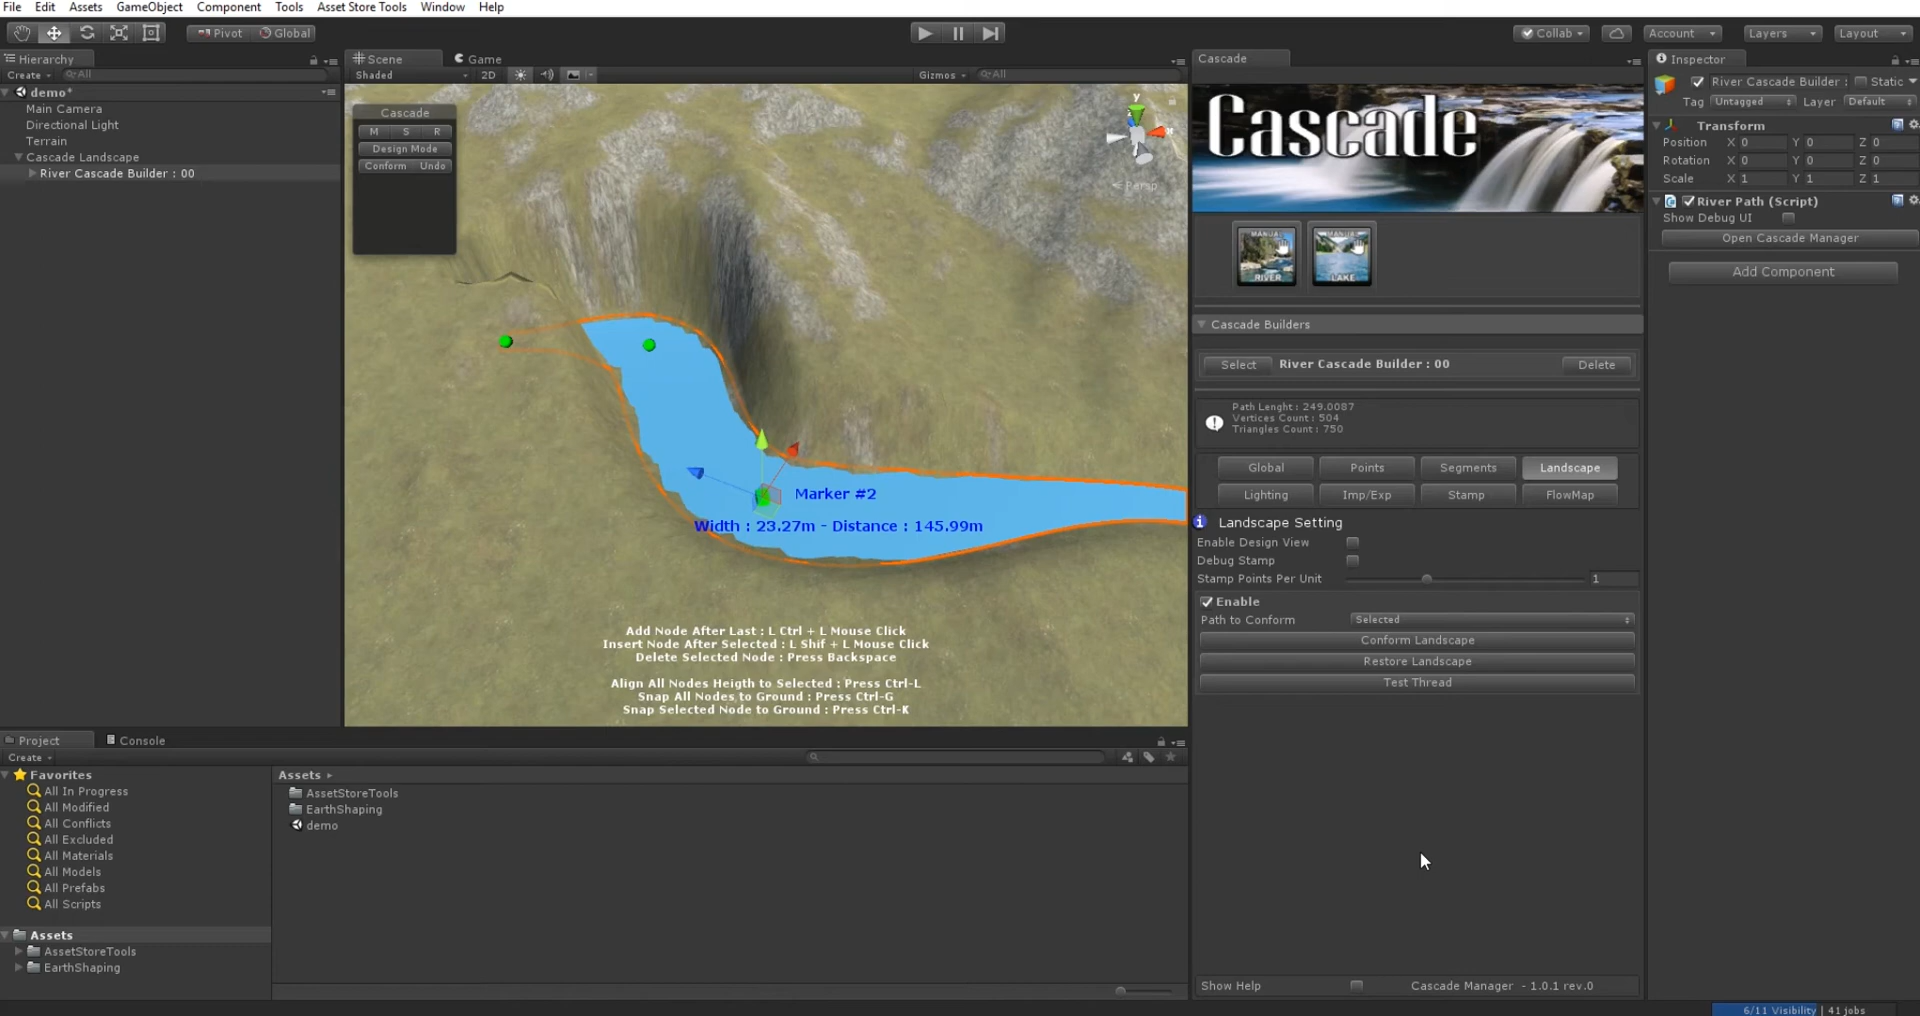 File Edit Assets GameObject Component Tools Asset Store Tools Window Help
Pivot Global Collab Account Layers Layout
Hierarchy
Create All
demo*
Main Camera
Directional Light
Terrain
Cascade Landscape
River Cascade Builder : 00
Scene Game
Shaded 2D Gizmos All
Cascade
M S R
Design Mode
Conform Undo
y
x
Persp
Marker #2
Width : 23.27m - Distance : 145.99m
Add Node After Last : L Ctrl + L Mouse Click
Insert Node After Selected : L Shif + L Mouse Click
Delete Selected Node : Press Backspace
Align All Nodes Heigth to Selected : Press Ctrl-L
Snap All Nodes to Ground : Press Ctrl-G
Snap Selected Node to Ground : Press Ctrl-K
Project Console
Create
Favorites
All In Progress
All Modified
All Conflicts
All Excluded
All Materials
All Models
All Prefabs
All Scripts
Assets
AssetStoreTools
EarthShaping
Assets
AssetStoreTools
EarthShaping
demo
Cascade
Cascade
MANUAL RIVER
MANUAL LAKE
Cascade Builders
Select River Cascade Builder : 00 Delete
Path Lenght : 249.0087
Vertices Count : 504
Triangles Count : 750
Global Points Segments Landscape
Lighting Imp/Exp Stamp FlowMap
Landscape Setting
Enable Design View
Debug Stamp
Stamp Points Per Unit 1
Enable
Path to Conform Selected
Conform Landscape
Restore Landscape
Test Thread
Show Help Cascade Manager - 1.0.1 rev.0
Inspector
River Cascade Builder : Static
Tag Untagged Layer Default
Transform
Position X 0 Y 0 Z 0
Rotation X 0 Y 0 Z 0
Scale X 1 Y 1 Z 1
River Path (Script)
Show Debug UI
Open Cascade Manager
Add Component
6/11 Visibility | 41 jobs